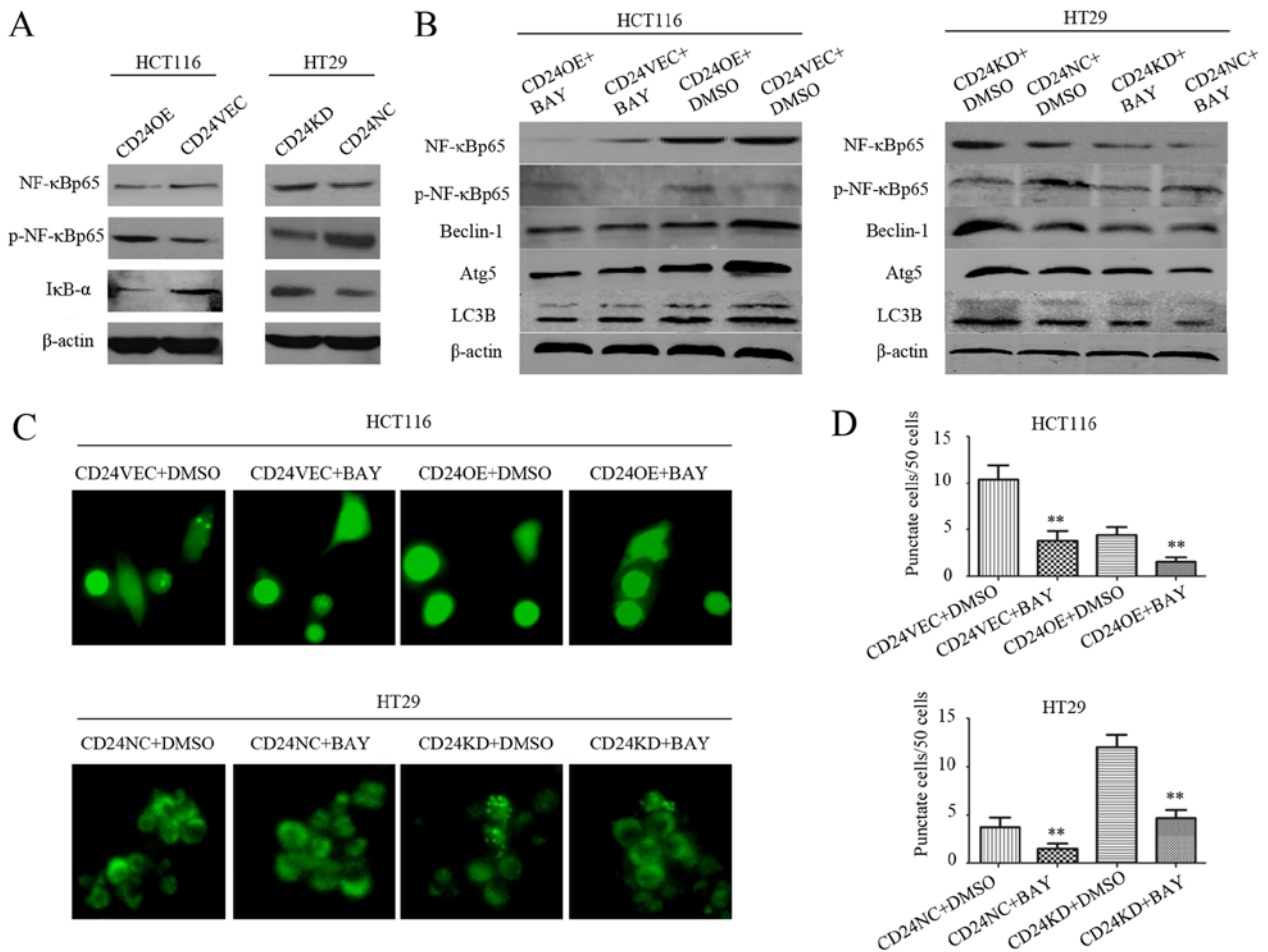 A
HCT116
HT29
CD24OE
CD24VEC
CD24KD
CD24NC
NF-κBp65
p-NF-κBp65
IκB-α
β-actin
B
HCT116
CD24OE+
BAY
CD24VEC+
BAY
CD24OE+
DMSO
CD24VEC+
DMSO
NF-κBp65
p-NF-κBp65
Beclin-1
Atg5
LC3B
β-actin
HT29
CD24KD+
DMSO
CD24NC+
DMSO
CD24KD+
BAY
CD24NC+
BAY
NF-κBp65
p-NF-κBp65
Beclin-1
Atg5
LC3B
β-actin
C
HCT116
CD24VEC+DMSO
CD24VEC+BAY
CD24OE+DMSO
CD24OE+BAY
HT29
CD24NC+DMSO
CD24NC+BAY
CD24KD+DMSO
CD24KD+BAY
D
HCT116
Punctate cells/50 cells
15
10
5
0
**
**
CD24VEC+DMSO
CD24VEC+BAY
CD24OE+DMSO
CD24OE+BAY
HT29
Punctate cells/50 cells
15
10
5
0
**
**
CD24NC+DMSO
CD24NC+BAY
CD24KD+DMSO
CD24KD+BAY